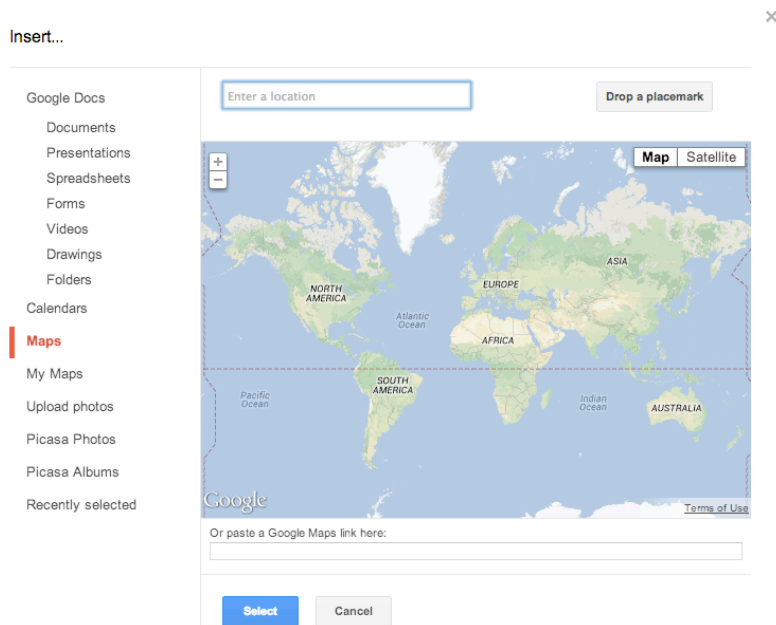 ×
Insert...
Google Docs
Documents
Presentations
Spreadsheets
Forms
Videos
Drawings
Folders
Calendars
Maps
My Maps
Upload photos
Picasa Photos
Picasa Albums
Recently selected
Enter a location
Drop a placemark
+
−
Map Satellite
ASIA
EUROPE
NORTH
AMERICA
Atlantic
Ocean
AFRICA
SOUTH
AMERICA
Pacific
Ocean
Indian
Ocean
AUSTRALIA
Google
Terms of Use
Or paste a Google Maps link here:
Select Cancel